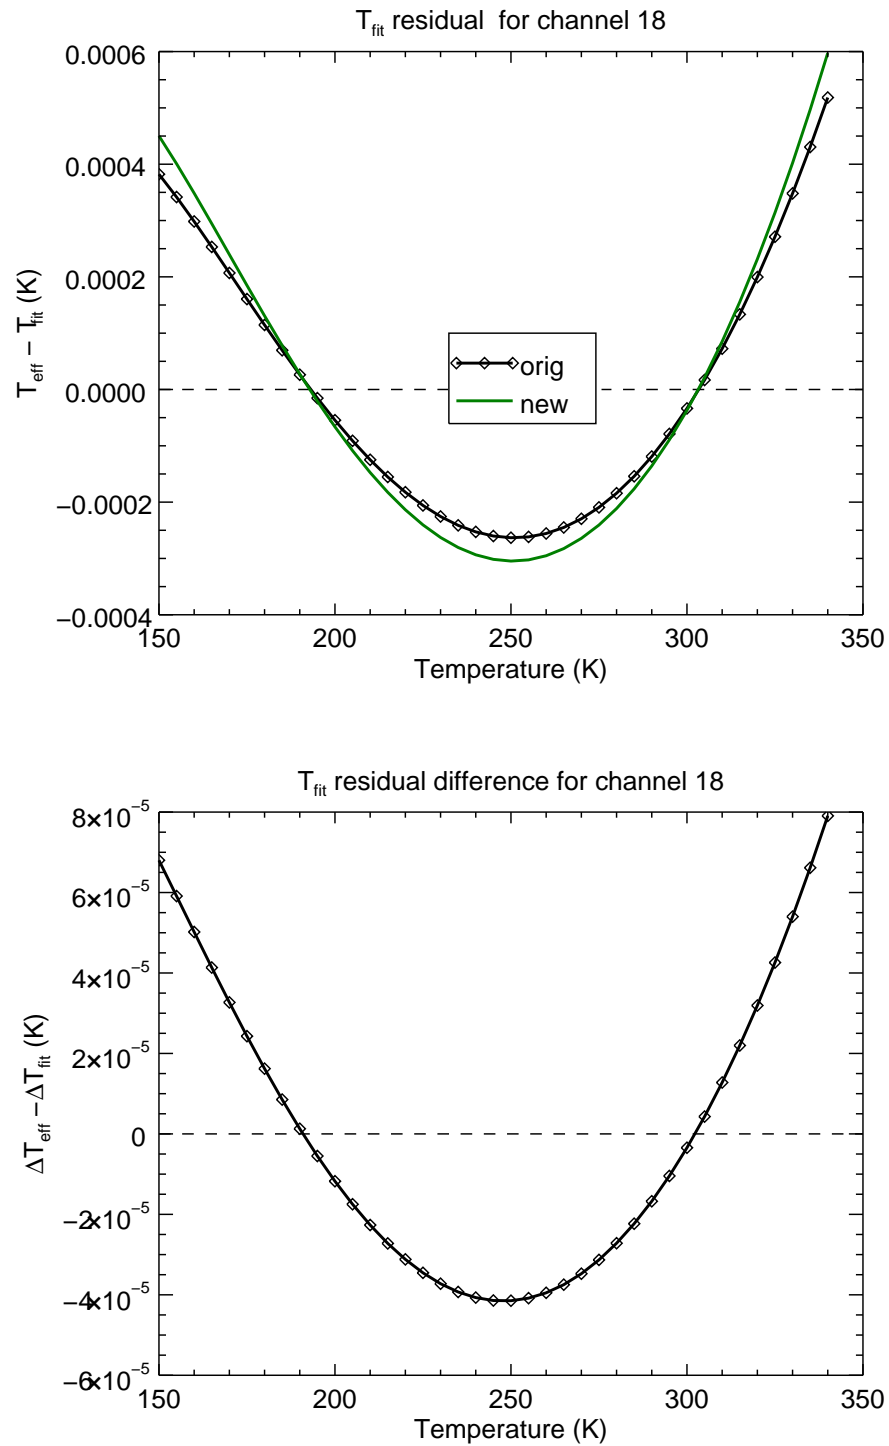 T_fit residual  for channel 18
0.0006
0.0004
0.0002
0.0000
−0.0002
−0.0004
T_eff − T_fit (K)
orig
new
150 200 250 300 350
Temperature (K)
T_fit residual difference for channel 18
8×10^−5
6×10^−5
4×10^−5
2×10^−5
0
−2×10^−5
−4×10^−5
−6×10^−5
ΔT_eff − ΔT_fit (K)
150 200 250 300 350
Temperature (K)